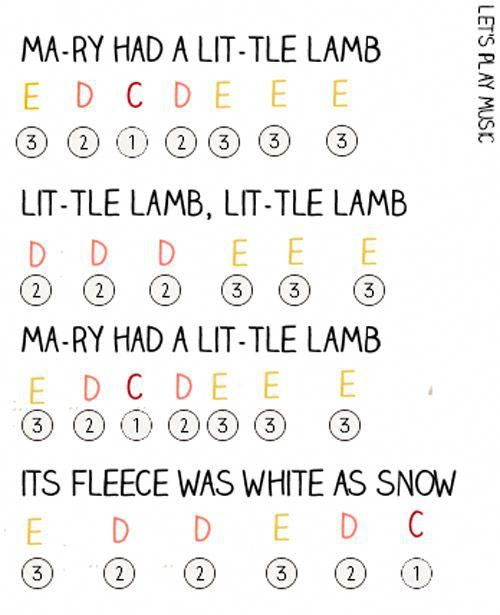 MA-RY HAD A LIT-TLE LAMB
E D C D E E E
3 2 1 2 3 3 3
LIT-TLE LAMB, LIT-TLE LAMB
D D D E E E
2 2 2 3 3 3
MA-RY HAD A LIT-TLE LAMB
E D C D E E E
3 2 1 2 3 3 3
ITS FLEECE WAS WHITE AS SNOW
E D D E D C
3 2 2 3 2 1
LET'S PLAY MUSIC